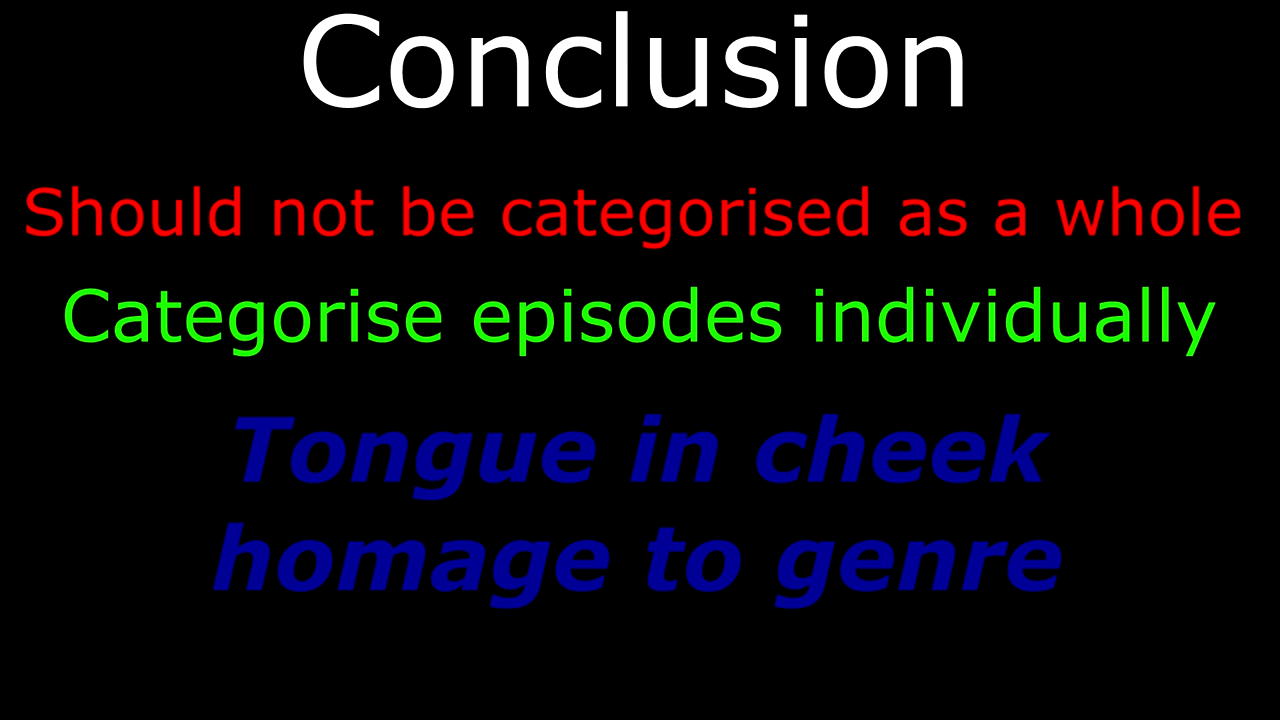 Conclusion
Should not be categorised as a whole
Categorise episodes individually
Tongue in cheek
homage to genre